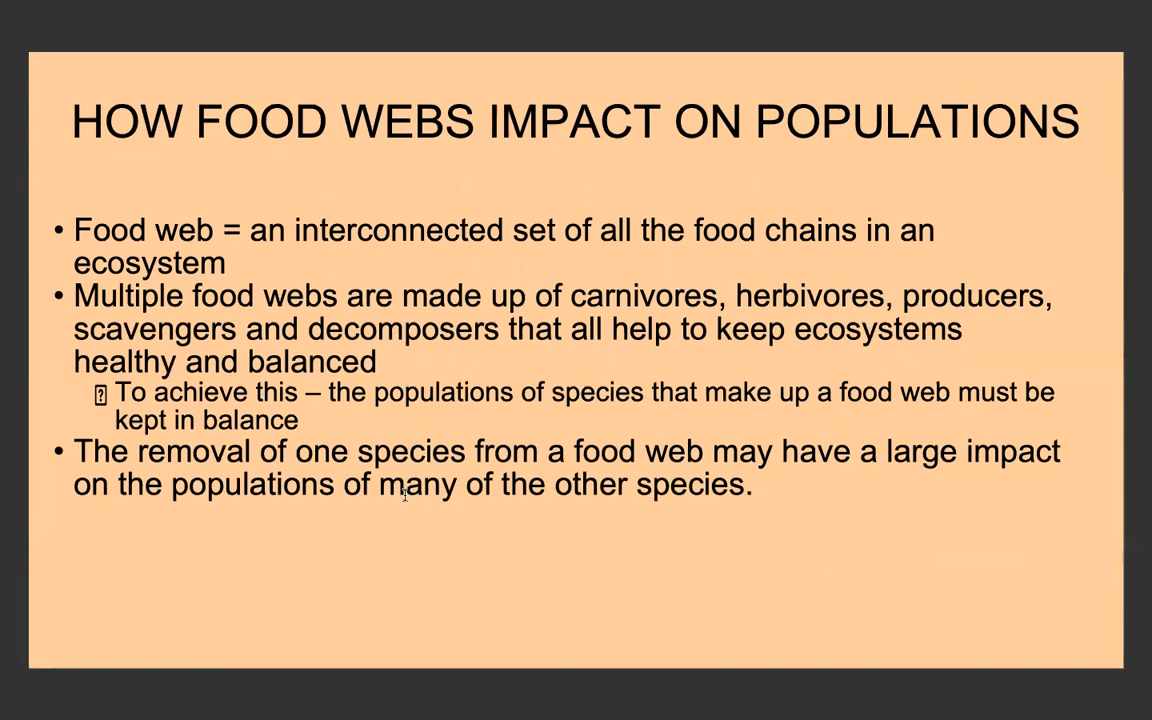 HOW FOOD WEBS IMPACT ON POPULATIONS
• Food web = an interconnected set of all the food chains in an
ecosystem
• Multiple food webs are made up of carnivores, herbivores, producers,
scavengers and decomposers that all help to keep ecosystems
healthy and balanced
To achieve this – the populations of species that make up a food web must be
kept in balance
• The removal of one species from a food web may have a large impact
on the populations of many of the other species.